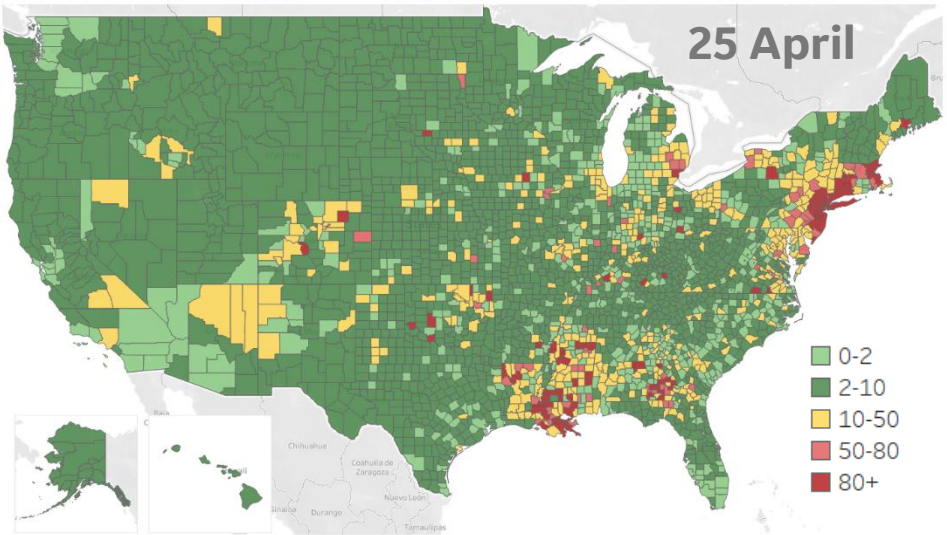 25 April
0-2
2-10
10-50
50-80
80+
Chihuahua
Coahuila de
Zaragoza
Nuevo León
Sinaloa
Durango
Tamaulipas